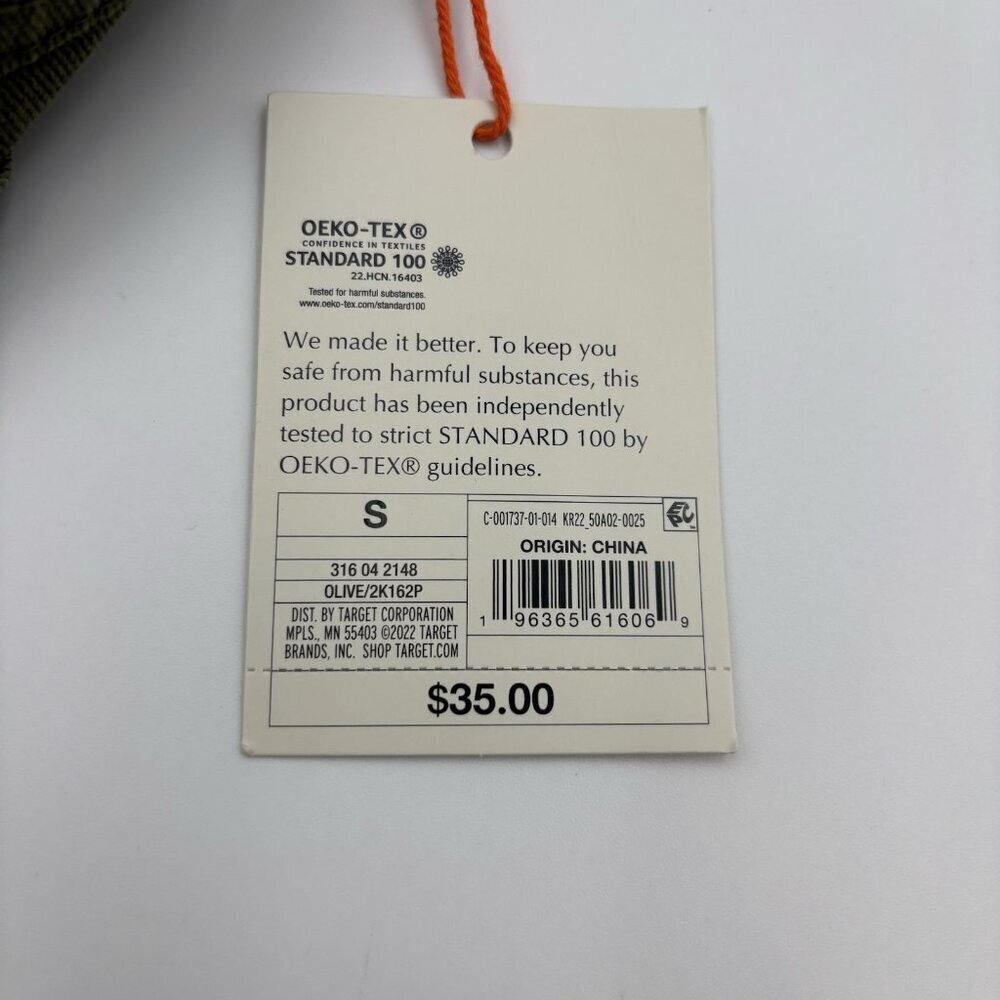 OEKO-TEX®
CONFIDENCE IN TEXTILES
STANDARD 100
22.HCN.16403
Tested for harmful substances.
www.oeko-tex.com/standard100
We made it better. To keep you
safe from harmful substances, this
product has been independently
tested to strict STANDARD 100 by
OEKO-TEX® guidelines.
S
316 04 2148
OLIVE/2K162P
DIST. BY TARGET CORPORATION
MPLS., MN 55403 ©2022 TARGET
BRANDS, INC. SHOP TARGET.COM
C-001737-01-014 KR22_50A02-0025
EPC™
ORIGIN: CHINA
1 96365 61606 9
$35.00